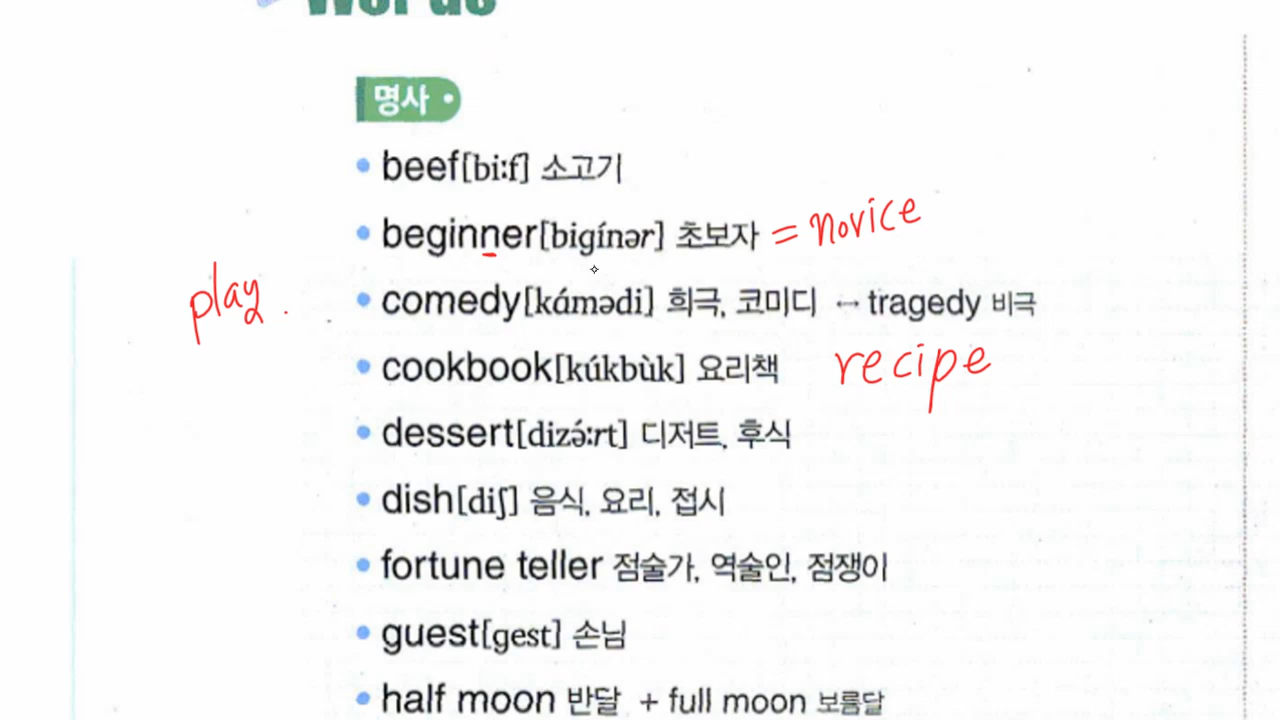 Words
명사
beef[biːf] 소고기
beginner[bigínər] 초보자 = novice
play. comedy[kámədi] 희극, 코미디 ↔ tragedy 비극
cookbook[kúkbùk] 요리책 recipe
dessert[dizə́ːrt] 디저트, 후식
dish[diʃ] 음식, 요리, 접시
fortune teller 점술가, 역술인, 점쟁이
guest[gest] 손님
half moon 반달 + full moon 보름달